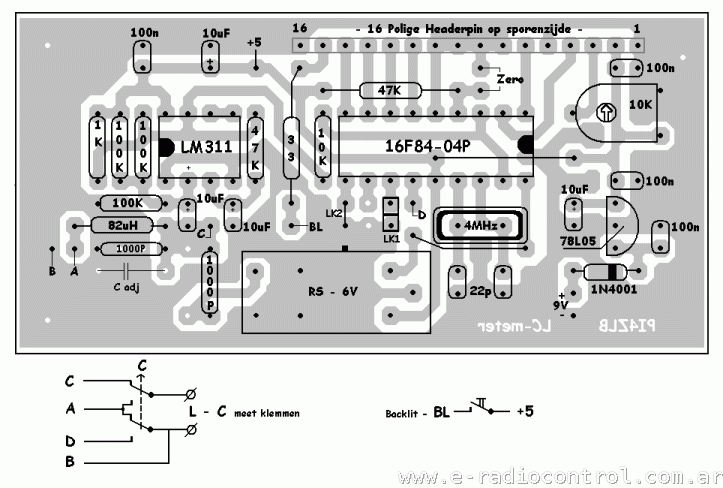 16 - 16 Polige Headerpin op sporenzijde - 1
100n
10uF
+
+5
Zero
100n
47K
10K
1K
100K
100K
LM311
+
47K
33
10K
16F84-04P
100K
10uF
+
+
10uF
C
82uH
1000P
B
A
C adj
1000P
BL
LK2
LK1
D
4MHz
10uF
+
100n
78L05
100n
RS - 6V
22p
1N4001
+
9V
-
LC-meter
PI4ZLB
C
C
A
D
B
L - C meet klemmen
Backlit - BL
+5
www.e-radiocontrol.com.ar